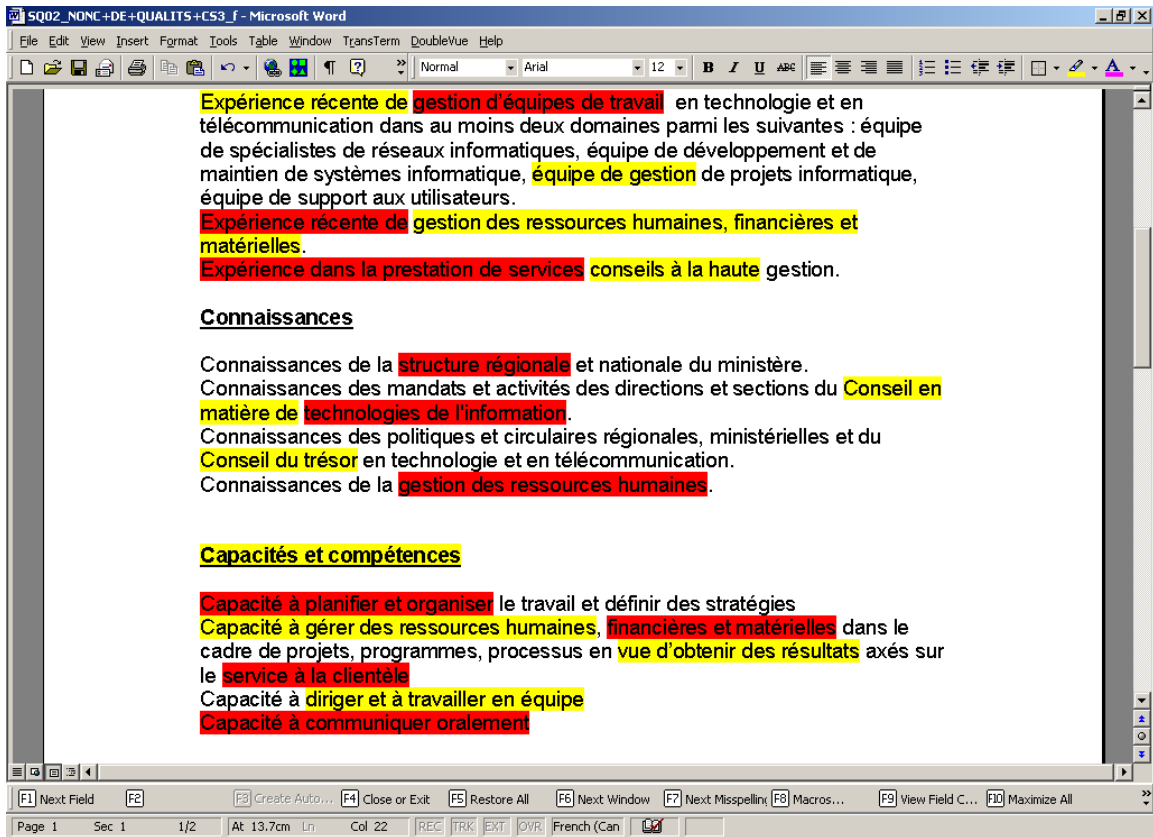 SQ02_NONC+DE+QUALITS+CS3_f - Microsoft Word
File Edit View Insert Format Tools Table Window TransTerm DoubleVue Help
Normal Arial 12 B I U ABC A
Expérience récente de gestion d'équipes de travail en technologie et en
télécommunication dans au moins deux domaines parmi les suivantes : équipe
de spécialistes de réseaux informatiques, équipe de développement et de
maintien de systèmes informatique, équipe de gestion de projets informatique,
équipe de support aux utilisateurs.
Expérience récente de gestion des ressources humaines, financières et
matérielles.
Expérience dans la prestation de services conseils à la haute gestion.
Connaissances
Connaissances de la structure régionale et nationale du ministère.
Connaissances des mandats et activités des directions et sections du Conseil en
matière de technologies de l'information.
Connaissances des politiques et circulaires régionales, ministérielles et du
Conseil du trésor en technologie et en télécommunication.
Connaissances de la gestion des ressources humaines.
Capacités et compétences
Capacité à planifier et organiser le travail et définir des stratégies
Capacité à gérer des ressources humaines, financières et matérielles dans le
cadre de projets, programmes, processus en vue d'obtenir des résultats axés sur
le service à la clientèle
Capacité à diriger et à travailler en équipe
Capacité à communiquer oralement
F1 Next Field F2 F3 Create Auto... F4 Close or Exit F5 Restore All F6 Next Window F7 Next Misspelling F8 Macros... F9 View Field C... F10 Maximize All
Page 1 Sec 1 1/2 At 13.7cm Ln Col 22 REC TRK EXT OVR French (Can